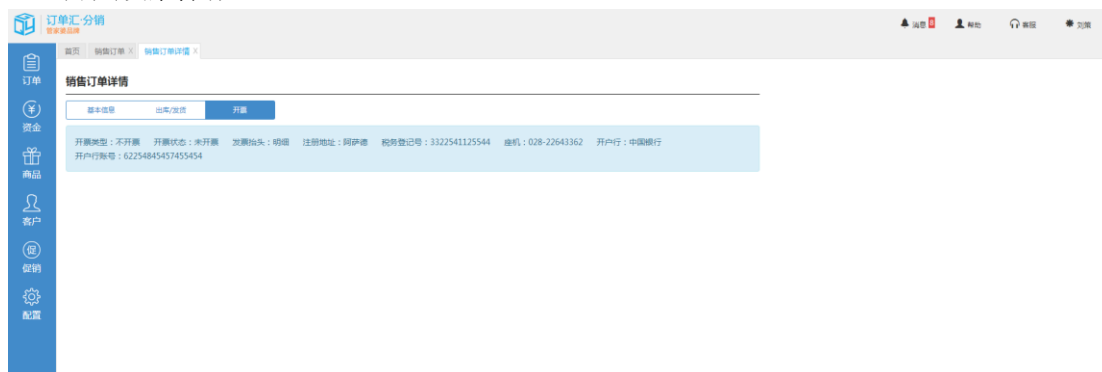 订单汇·分销
管家婆品牌
消息 8 帮助 客服 刘策
首页 销售订单 × 销售订单详情 ×
订单
资金
商品
客户
促
促销
配置
销售订单详情
基本信息 出库/发货 开票
开票类型：不开票 开票状态：未开票 发票抬头：明细 注册地址：阿萨德 税务登记号：3322541125544 座机：028-22643362 开户行：中国银行
开户行账号：62254845457455454